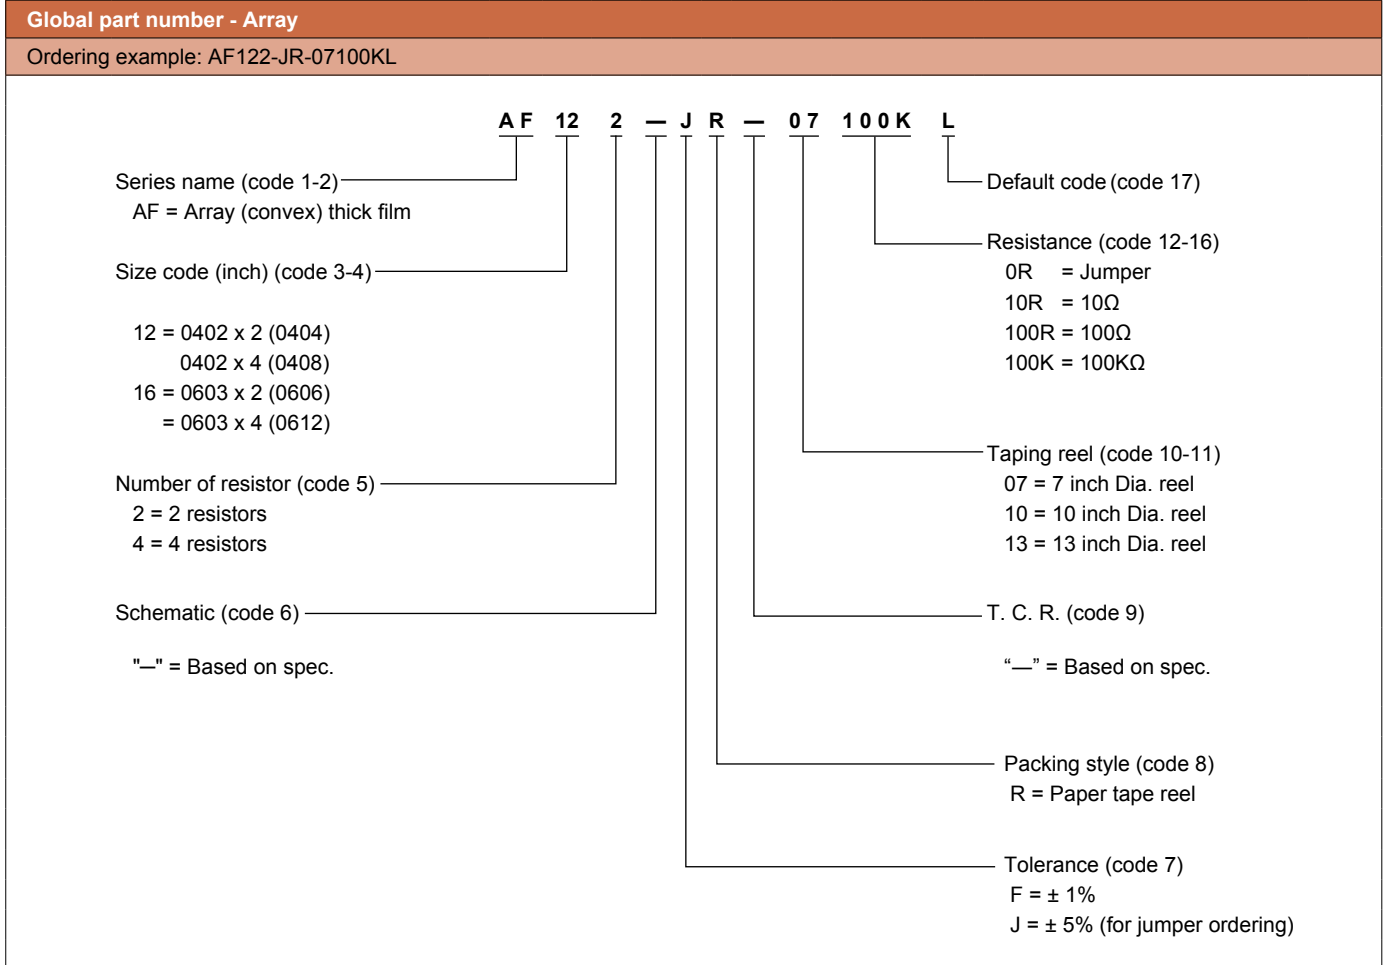 Global part number - Array
Ordering example: AF122-JR-07100KL
A F 12 2 — J R — 0 7 1 0 0 K L
Series name (code 1-2)
AF = Array (convex) thick film
Size code (inch) (code 3-4)
12 = 0402 x 2 (0404)
0402 x 4 (0408)
16 = 0603 x 2 (0606)
= 0603 x 4 (0612)
Number of resistor (code 5)
2 = 2 resistors
4 = 4 resistors
Schematic (code 6)
"—" = Based on spec.
Default code (code 17)
Resistance (code 12-16)
0R = Jumper
10R = 10Ω
100R = 100Ω
100K = 100KΩ
Taping reel (code 10-11)
07 = 7 inch Dia. reel
10 = 10 inch Dia. reel
13 = 13 inch Dia. reel
T. C. R. (code 9)
“—” = Based on spec.
Packing style (code 8)
R = Paper tape reel
Tolerance (code 7)
F = ± 1%
J = ± 5% (for jumper ordering)